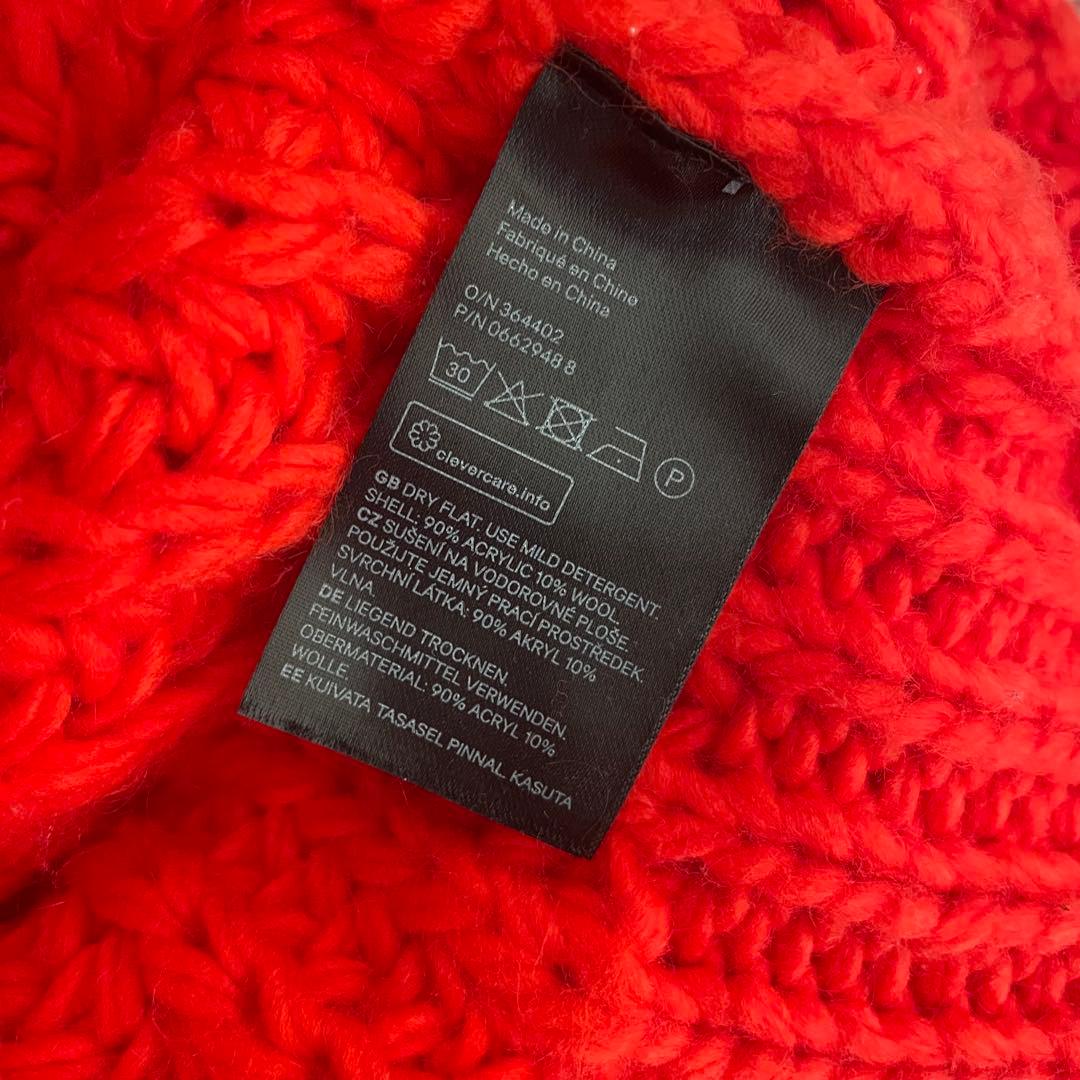 Made in China
Fabriqué en Chine
Hecho en China
O/N 364402
P/N 0662948 8
30
P
clevercare.info
GB DRY FLAT. USE MILD DETERGENT.
SHELL: 90% ACRYLIC 10% WOOL.
CZ SUŠENÍ NA VODOROVNÉ PLOŠE.
POUŽIJTE JEMNÝ PRACÍ PROSTŘEDEK.
SVRCHNÍ LÁTKA: 90% AKRYL 10%
VLNA.
DE LIEGEND TROCKNEN.
FEINWASCHMITTEL VERWENDEN.
OBERMATERIAL: 90% ACRYL 10%
WOLLE.
EE KUIVATA TASASEL PINNAL. KASUTA